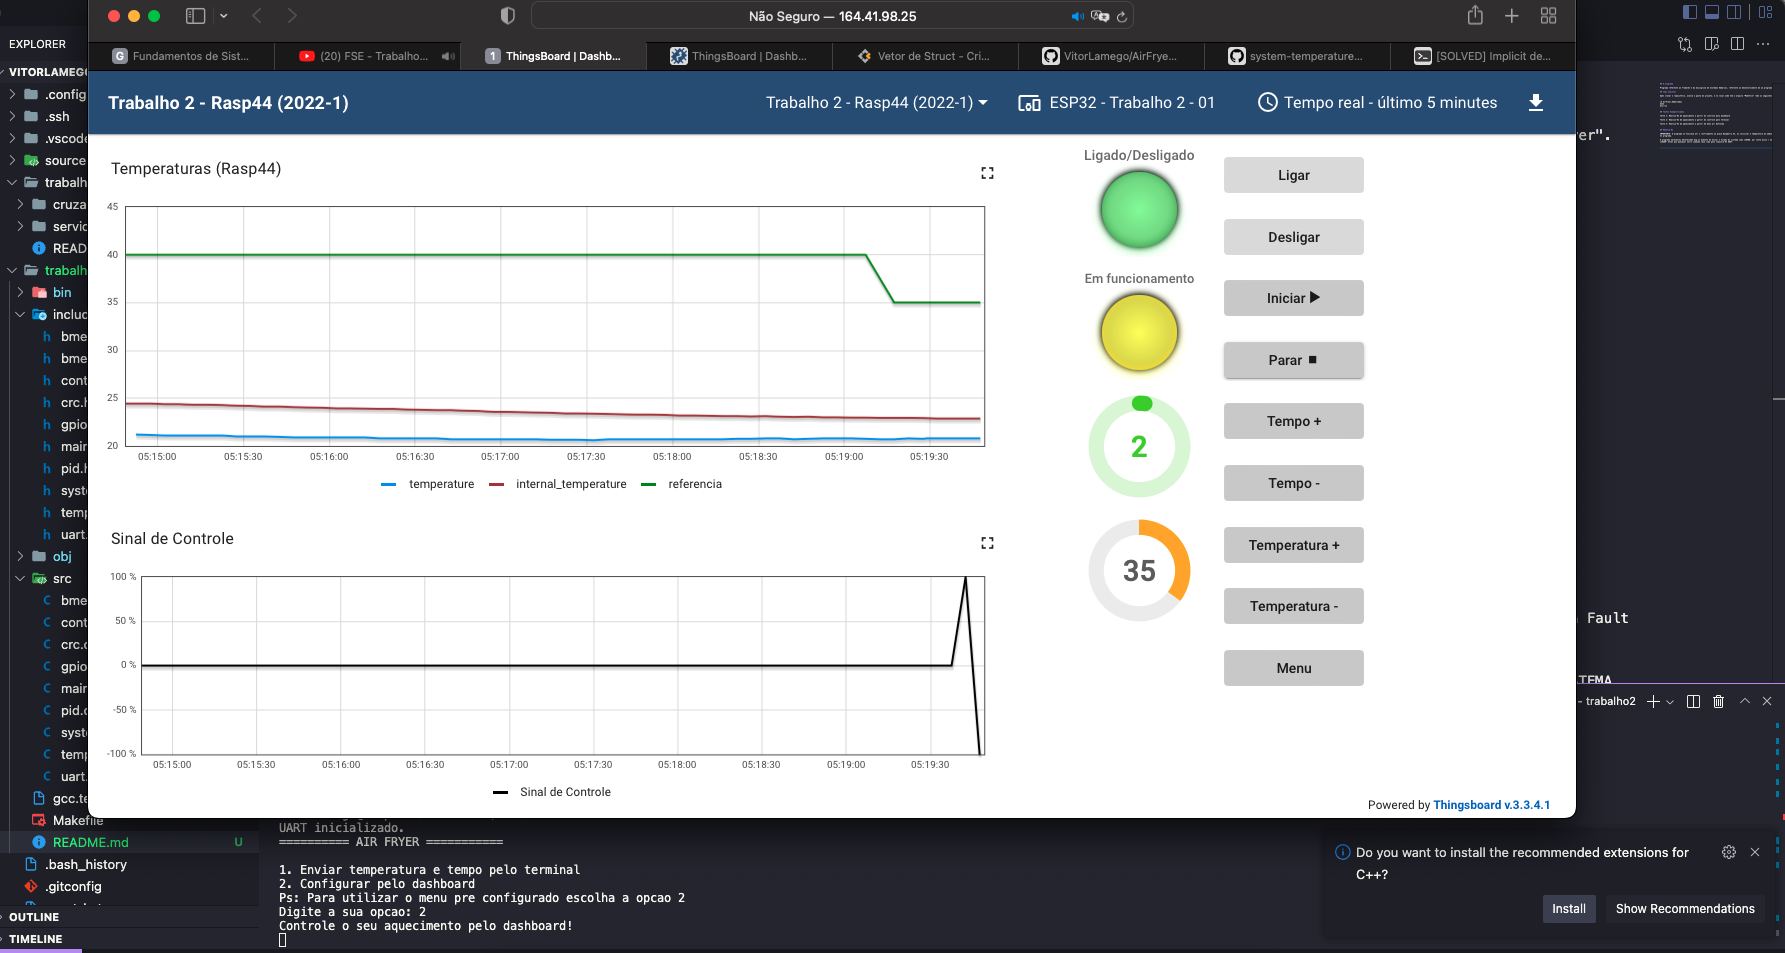 Não Seguro — 164.41.98.25
EXPLORER
Fundamentos de Sist...
(20) FSE - Trabalho...
ThingsBoard | Dashb...
ThingsBoard | Dashb...
Vetor de Struct - Cri...
VitorLamego/AirFrye...
system-temperature...
[SOLVED] Implicit de...
VITORLAMEG
.config
.ssh
.vscode
source
trabalh
cruza
servic
READ
trabalh
bin
includ
bme
bme
cont
crc.h
gpio
main
pid.h
syst
temp
uart.
obj
src
bme
cont
crc.c
gpio
main
pid.c
syst
temp
uart.
gcc.te
Makefile
README.md U
.bash_history
.gitconfig
OUTLINE
TIMELINE
Trabalho 2 - Rasp44 (2022-1)
Trabalho 2 - Rasp44 (2022-1)
ESP32 - Trabalho 2 - 01
Tempo real - último 5 minutes
Temperaturas (Rasp44)
45
40
35
30
25
20
05:15:00 05:15:30 05:16:00 05:16:30 05:17:00 05:17:30 05:18:00 05:18:30 05:19:00 05:19:30
temperature internal_temperature referencia
Sinal de Controle
100 %
50 %
0 %
-50 %
-100 %
05:15:00 05:15:30 05:16:00 05:16:30 05:17:00 05:17:30 05:18:00 05:18:30 05:19:00 05:19:30
Sinal de Controle
Ligado/Desligado
Em funcionamento
2
35
Ligar
Desligar
Iniciar
Parar
Tempo +
Tempo -
Temperatura +
Temperatura -
Menu
Powered by Thingsboard v.3.3.4.1
er".
Fault
TEMA
- trabalho2
UART inicializado.
========== AIR FRYER ===========
1. Enviar temperatura e tempo pelo terminal
2. Configurar pelo dashboard
Ps: Para utilizar o menu pre configurado escolha a opcao 2
Digite a sua opcao: 2
Controle o seu aquecimento pelo dashboard!
Do you want to install the recommended extensions for
C++?
Install
Show Recommendations